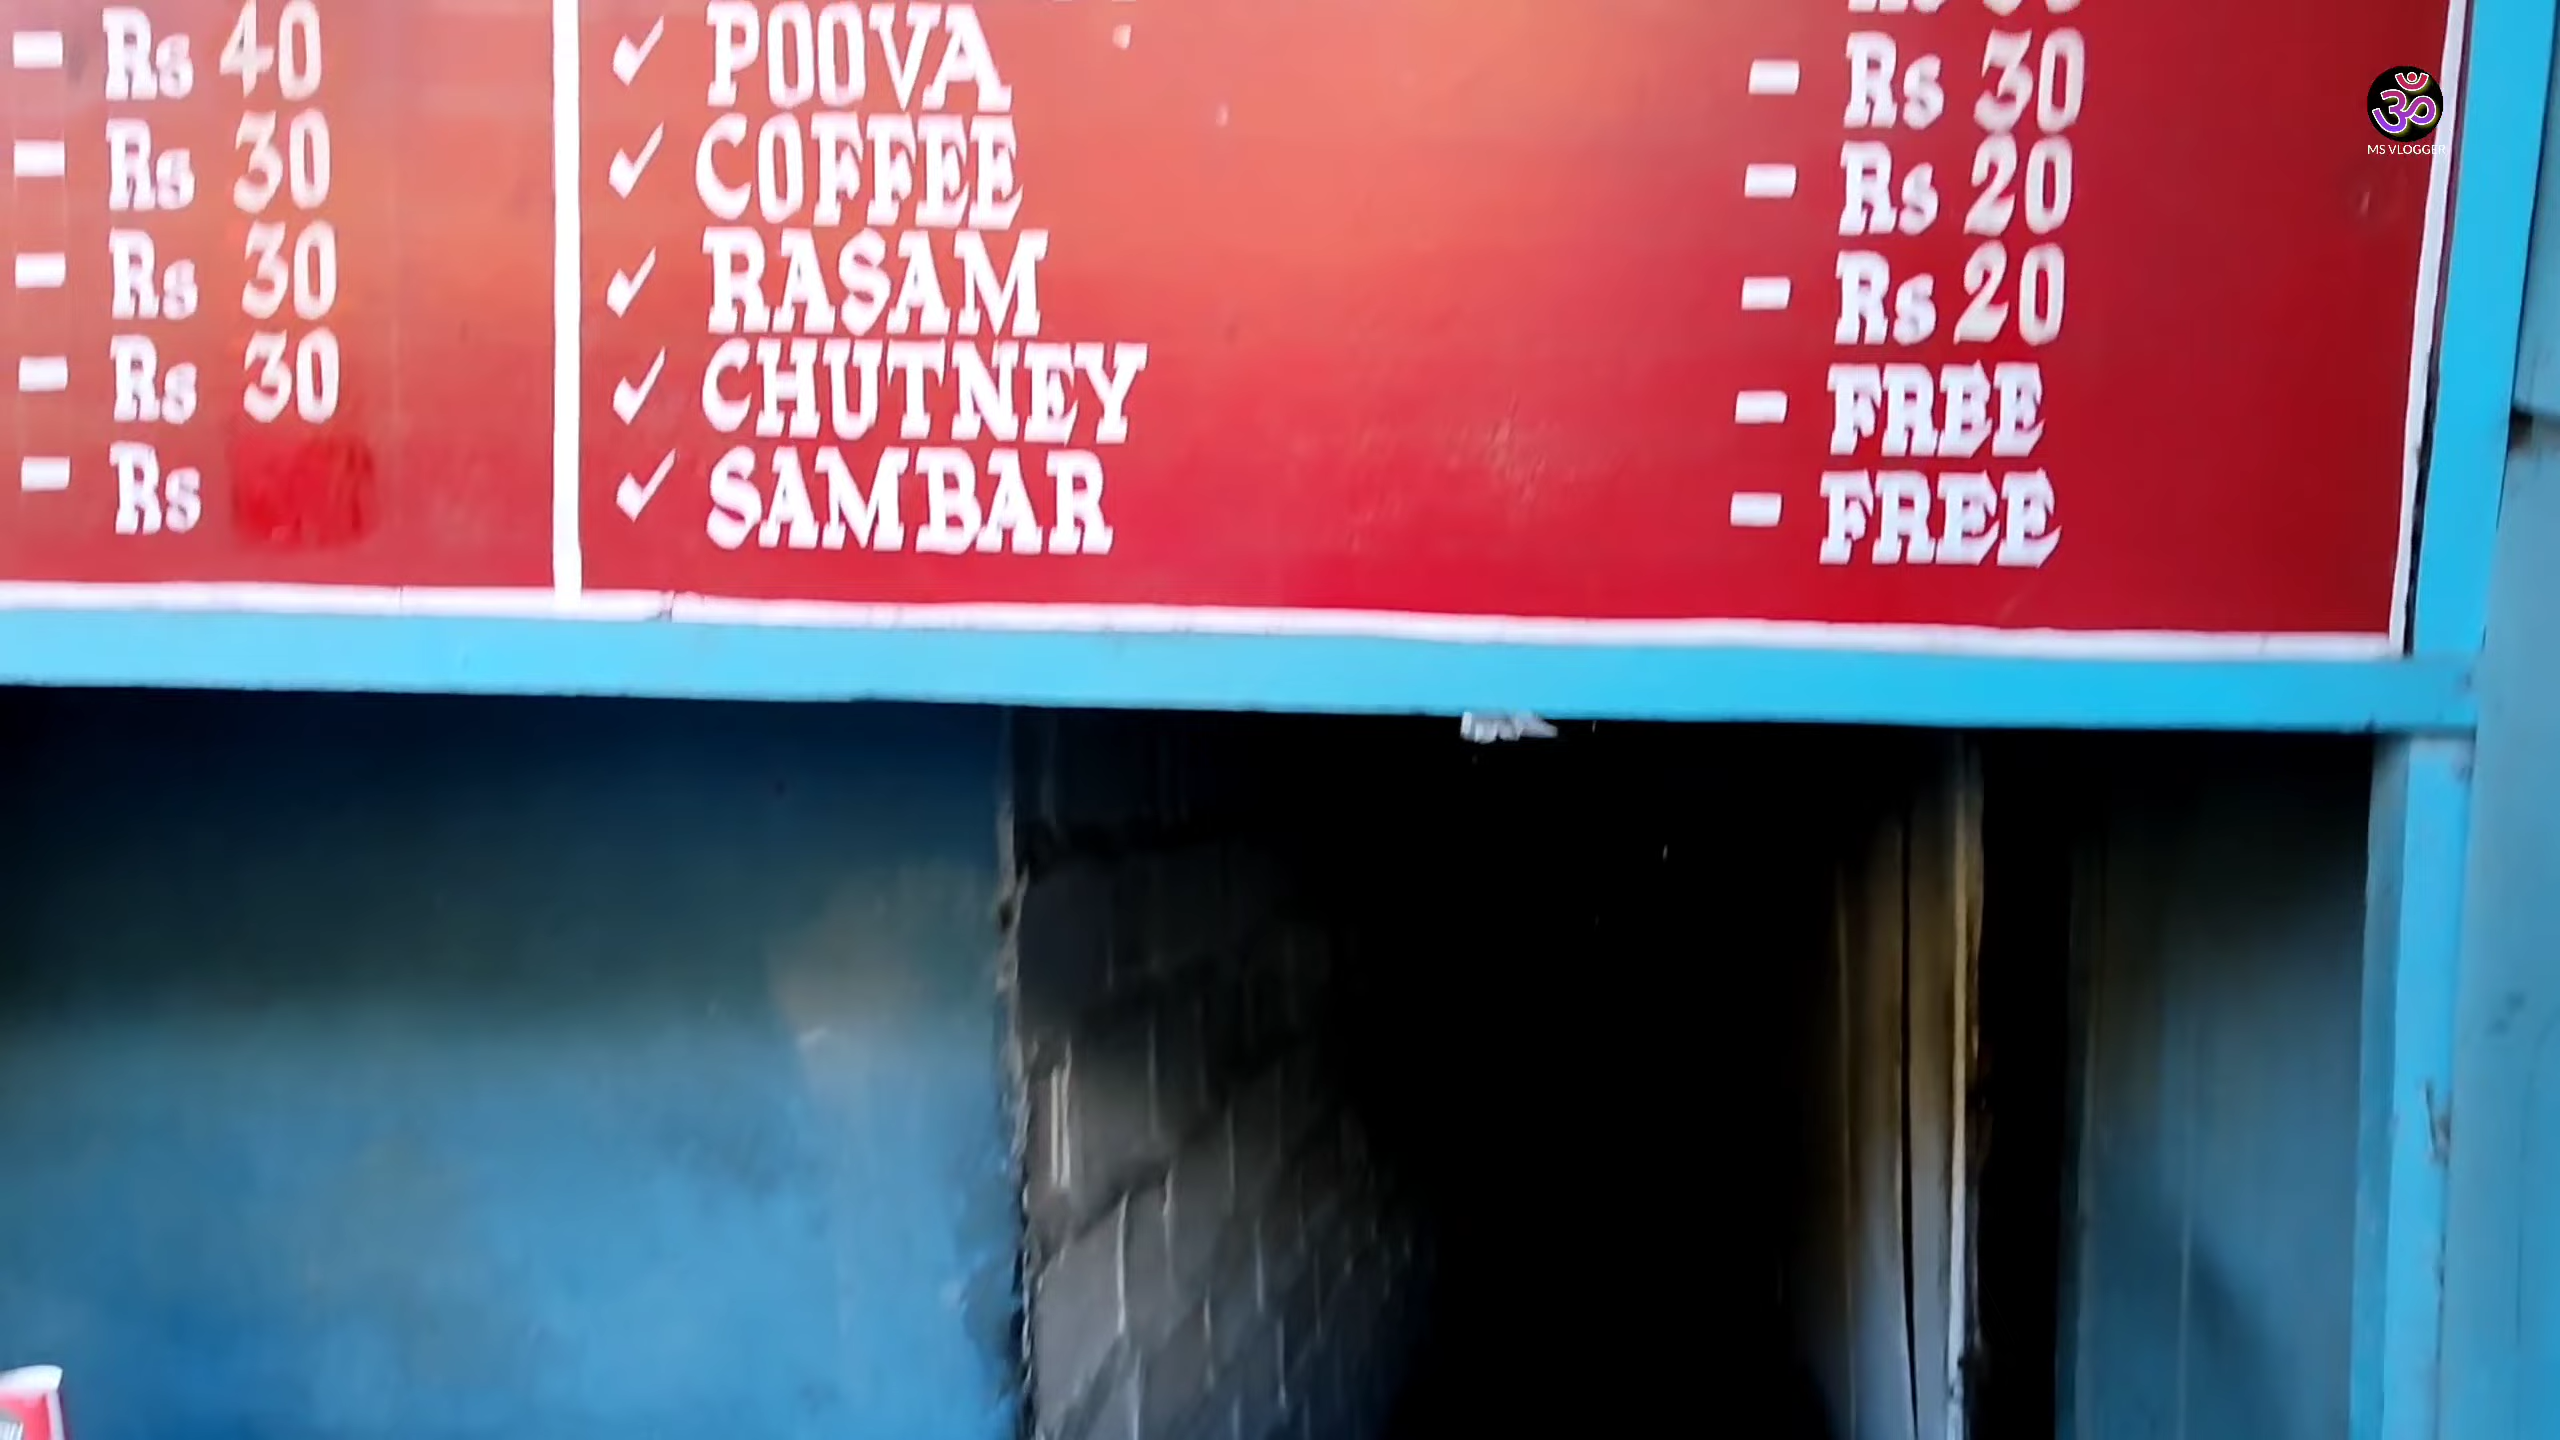 - Rs 40
- Rs 30
- Rs 30
- Rs 30
- Rs
✓ POOVA - Rs 30
✓ COFFEE - Rs 20
✓ RASAM - Rs 20
✓ CHUTNEY - FREE
✓ SAMBAR - FREE
ॐ
MS VLOGGER